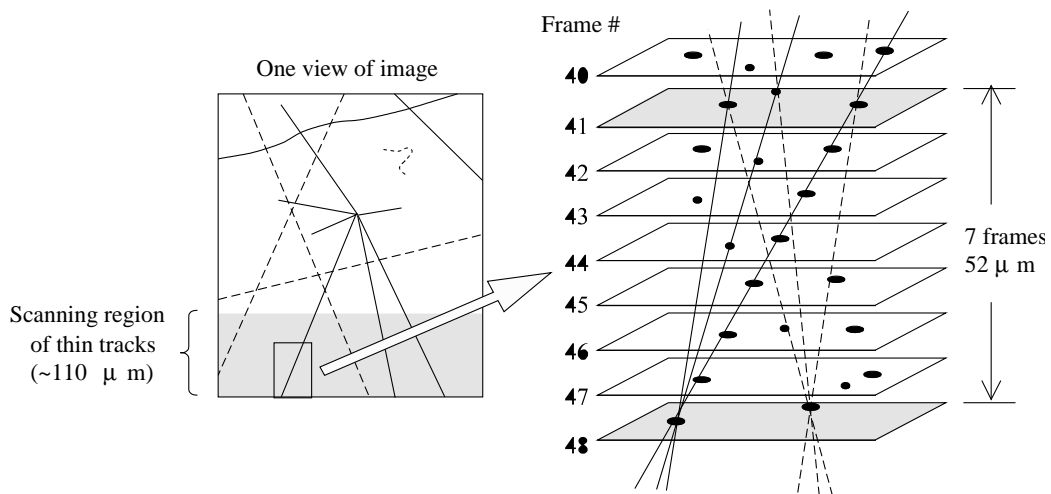 Frame #
One view of image
40
41
42
43
44
45
46
47
48
7 frames
52 μ m
Scanning region
of thin tracks
(~110 μ m)